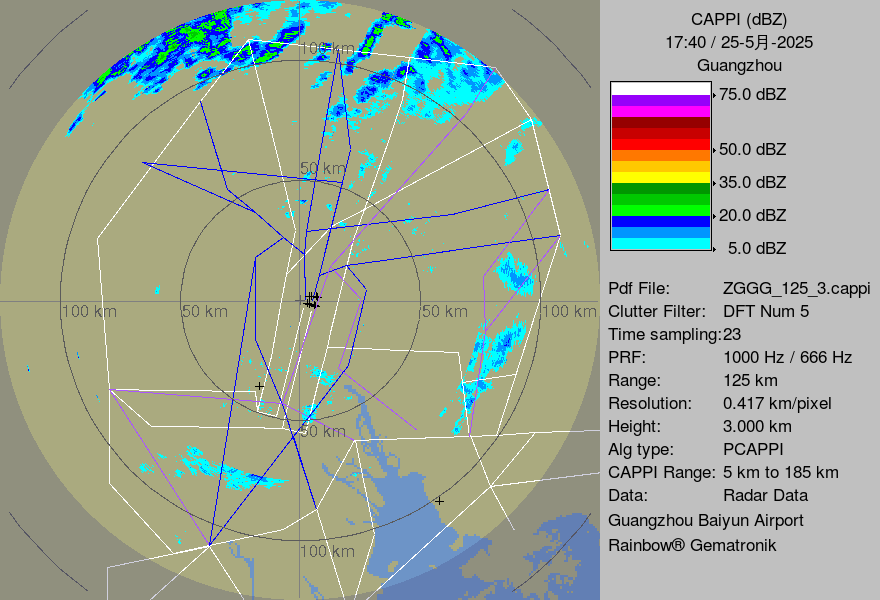 CAPPI (dBZ)
17:40 / 25-5月-2025
Guangzhou
75.0 dBZ
50.0 dBZ
35.0 dBZ
20.0 dBZ
5.0 dBZ
Pdf File: ZGGG_125_3.cappi
Clutter Filter: DFT Num 5
Time sampling:23
PRF: 1000 Hz / 666 Hz
Range: 125 km
Resolution: 0.417 km/pixel
Height: 3.000 km
Alg type: PCAPPI
CAPPI Range: 5 km to 185 km
Data: Radar Data
Guangzhou Baiyun Airport
Rainbow® Gematronik
100 km
50 km
100 km
50 km
50 km
100 km
50 km
100 km